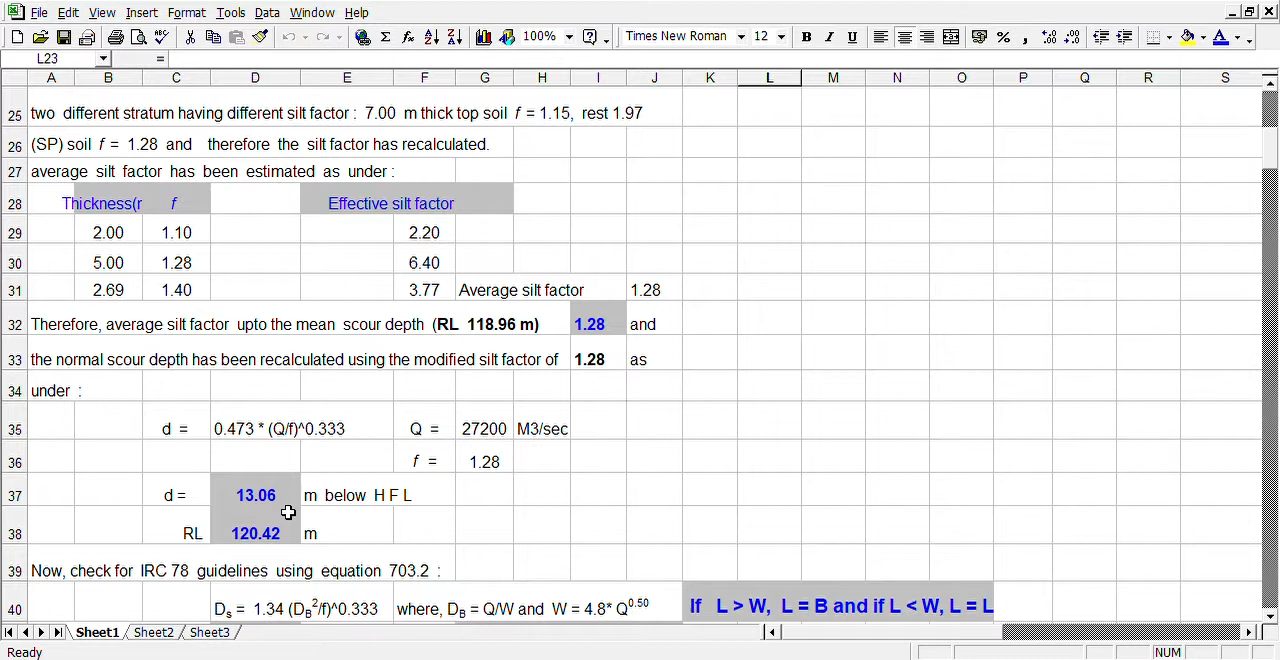 File Edit View Insert Format Tools Data Window Help
100% Times New Roman 12 B I U
L23 =
A B C D E F G H I J K L M N O P Q R S
25 two different stratum having different silt factor : 7.00 m thick top soil f = 1.15, rest 1.97
26 (SP) soil f = 1.28 and therefore the silt factor has recalculated.
27 average silt factor has been estimated as under :
28 Thickness(r f Effective silt factor
29 2.00 1.10 2.20
30 5.00 1.28 6.40
31 2.69 1.40 3.77 Average silt factor 1.28
32 Therefore, average silt factor upto the mean scour depth (RL 118.96 m) 1.28 and
33 the normal scour depth has been recalculated using the modified silt factor of 1.28 as
34 under :
35 d = 0.473 * (Q/f)^0.333 Q = 27200 M3/sec
36 f = 1.28
37 d = 13.06 m below H F L
38 RL 120.42 m
39 Now, check for IRC 78 guidelines using equation 703.2 :
40 Ds = 1.34 (DB²/f)^0.333 where, DB = Q/W and W = 4.8* Q^0.50 If L > W, L = B and if L < W, L = L
Sheet1 Sheet2 Sheet3
Ready NUM